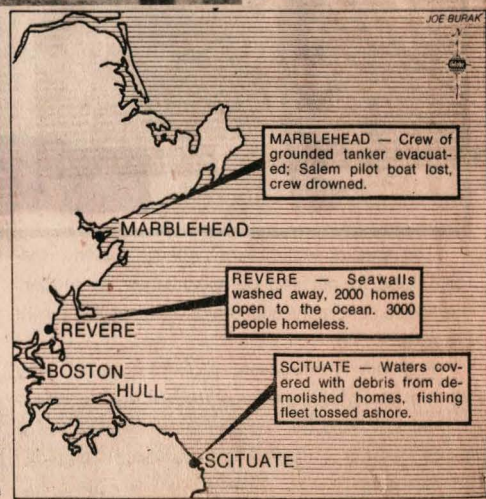 JOE BURAK
N
MARBLEHEAD — Crew of
grounded tanker evacuat-
ed; Salem pilot boat lost,
crew drowned.
MARBLEHEAD
REVERE — Seawalls
washed away, 2000 homes
open to the ocean. 3000
people homeless.
REVERE
BOSTON
HULL
SCITUATE — Waters cov-
ered with debris from de-
molished homes, fishing
fleet tossed ashore.
SCITUATE